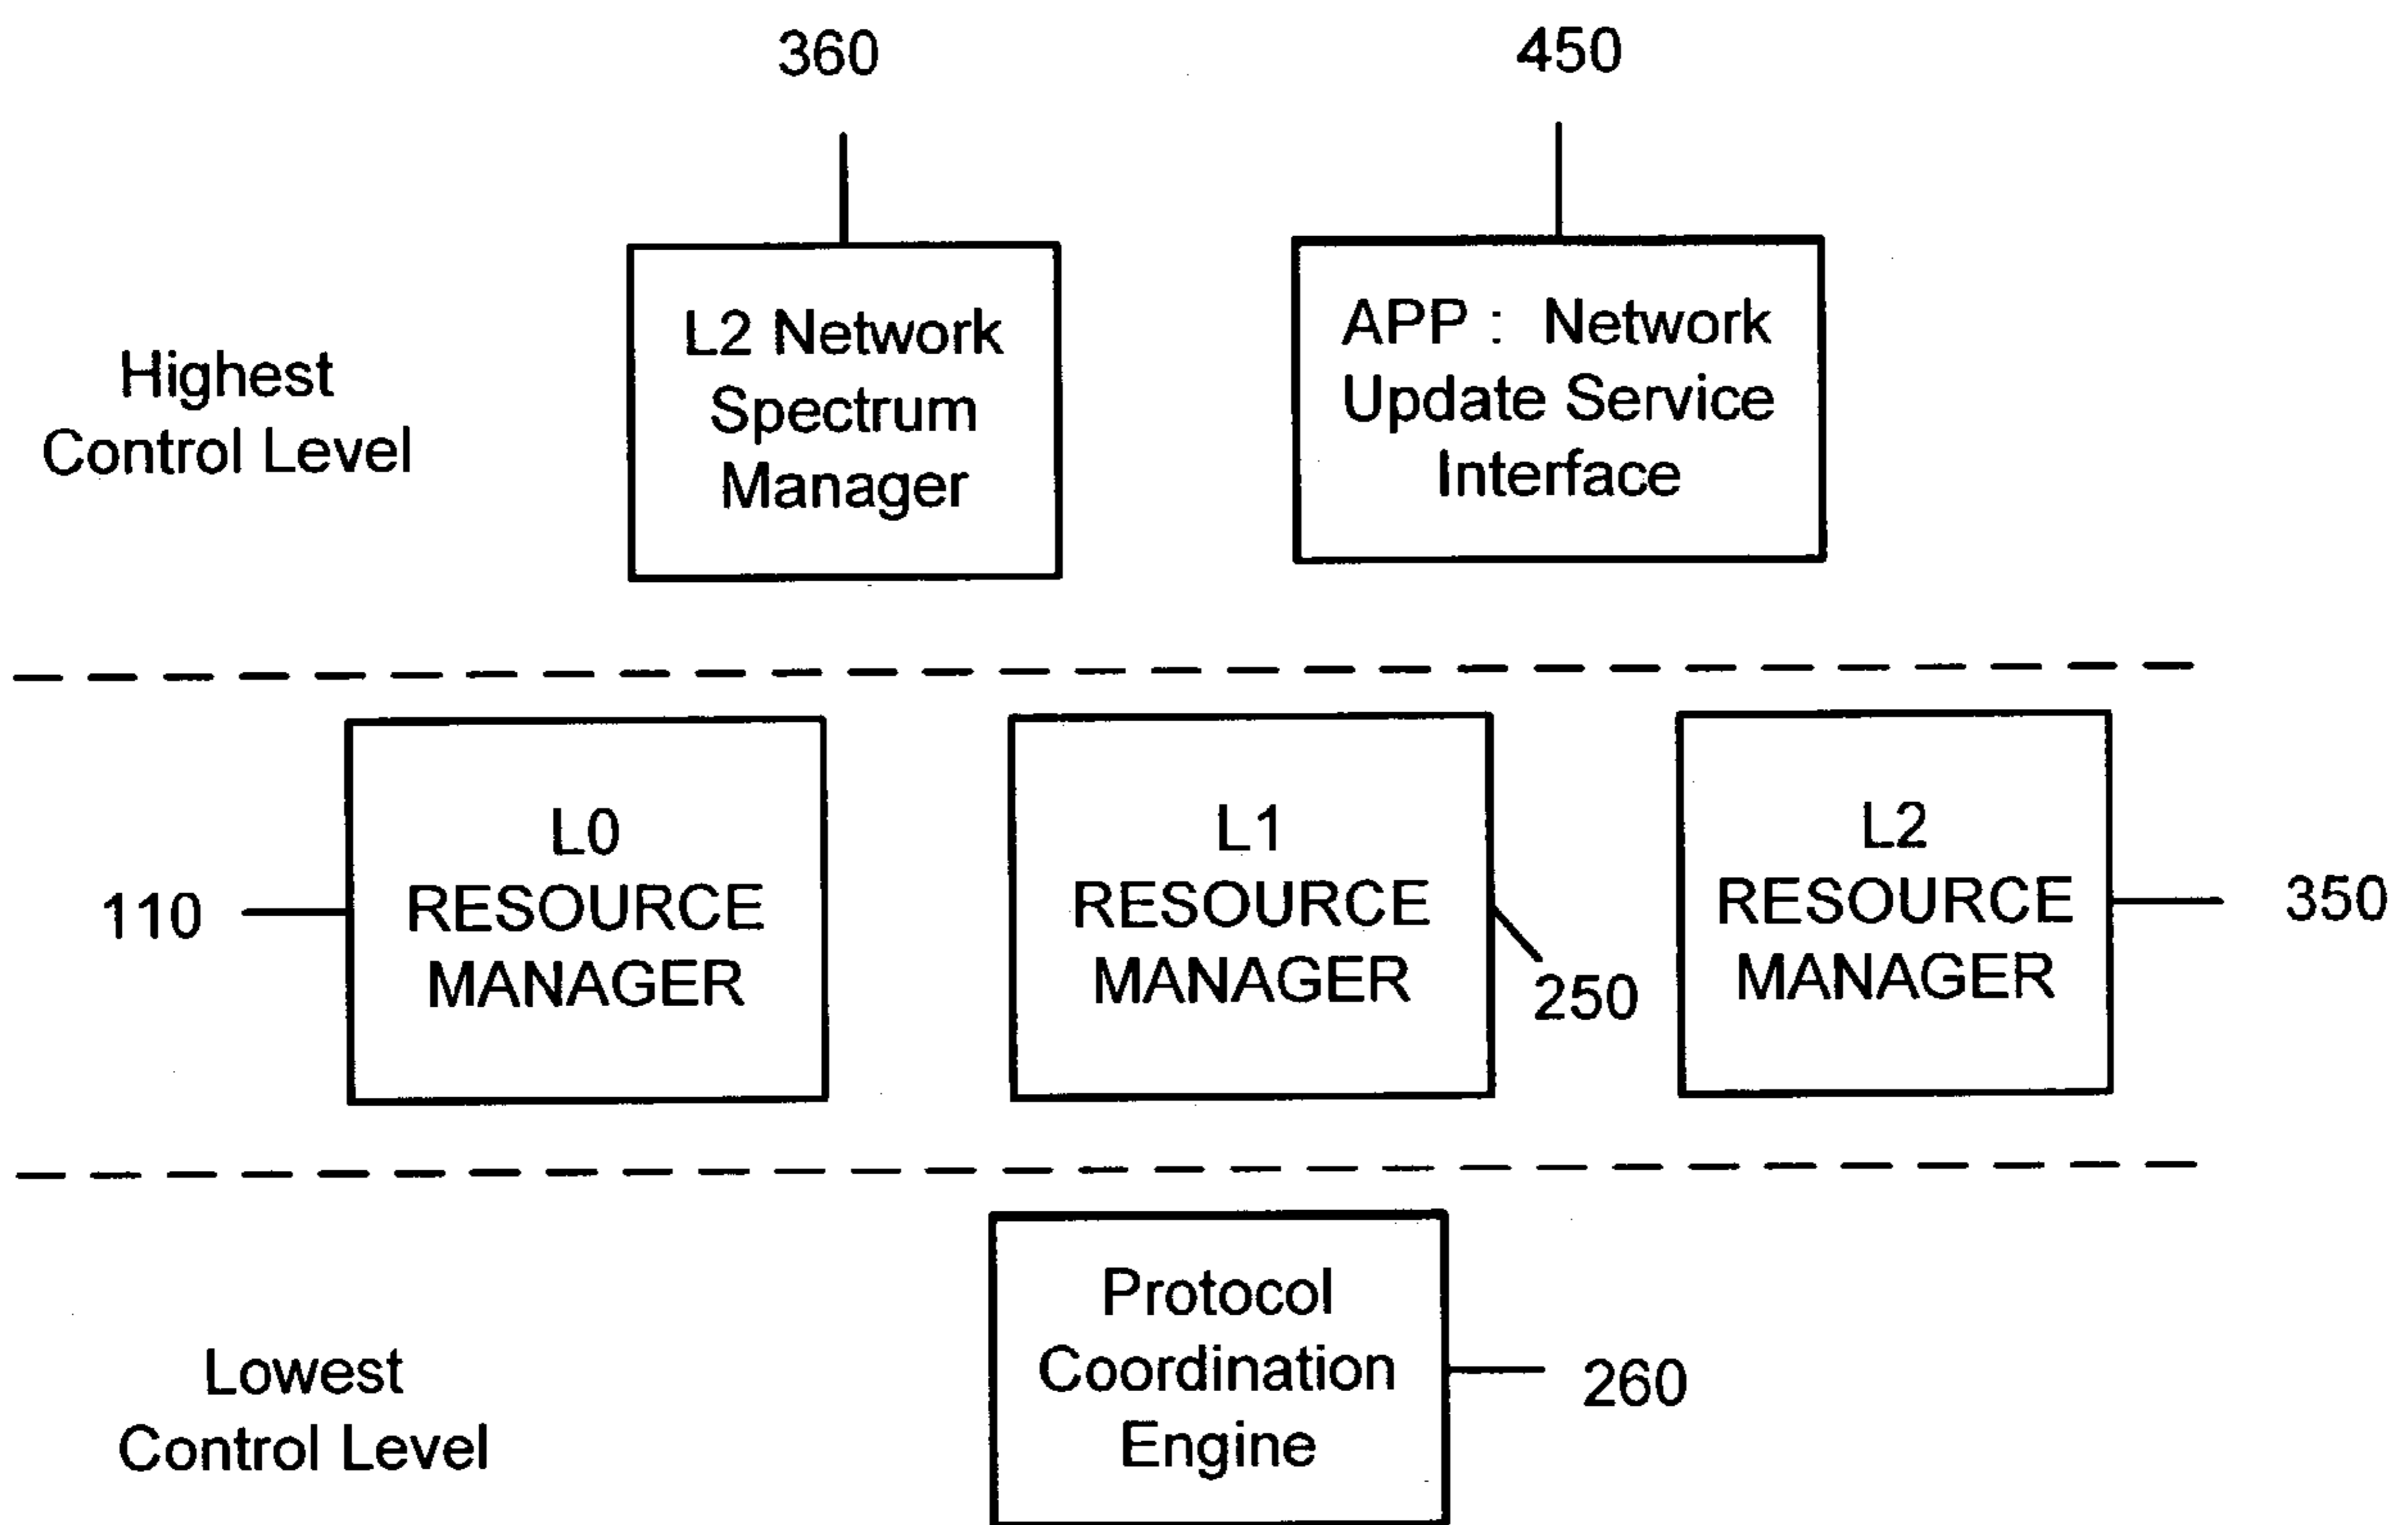 360
450
Highest
Control Level
L2 Network
Spectrum
Manager
APP : Network
Update Service
Interface
110
L0
RESOURCE
MANAGER
L1
RESOURCE
MANAGER
250
L2
RESOURCE
MANAGER
350
Lowest
Control Level
Protocol
Coordination
Engine
260